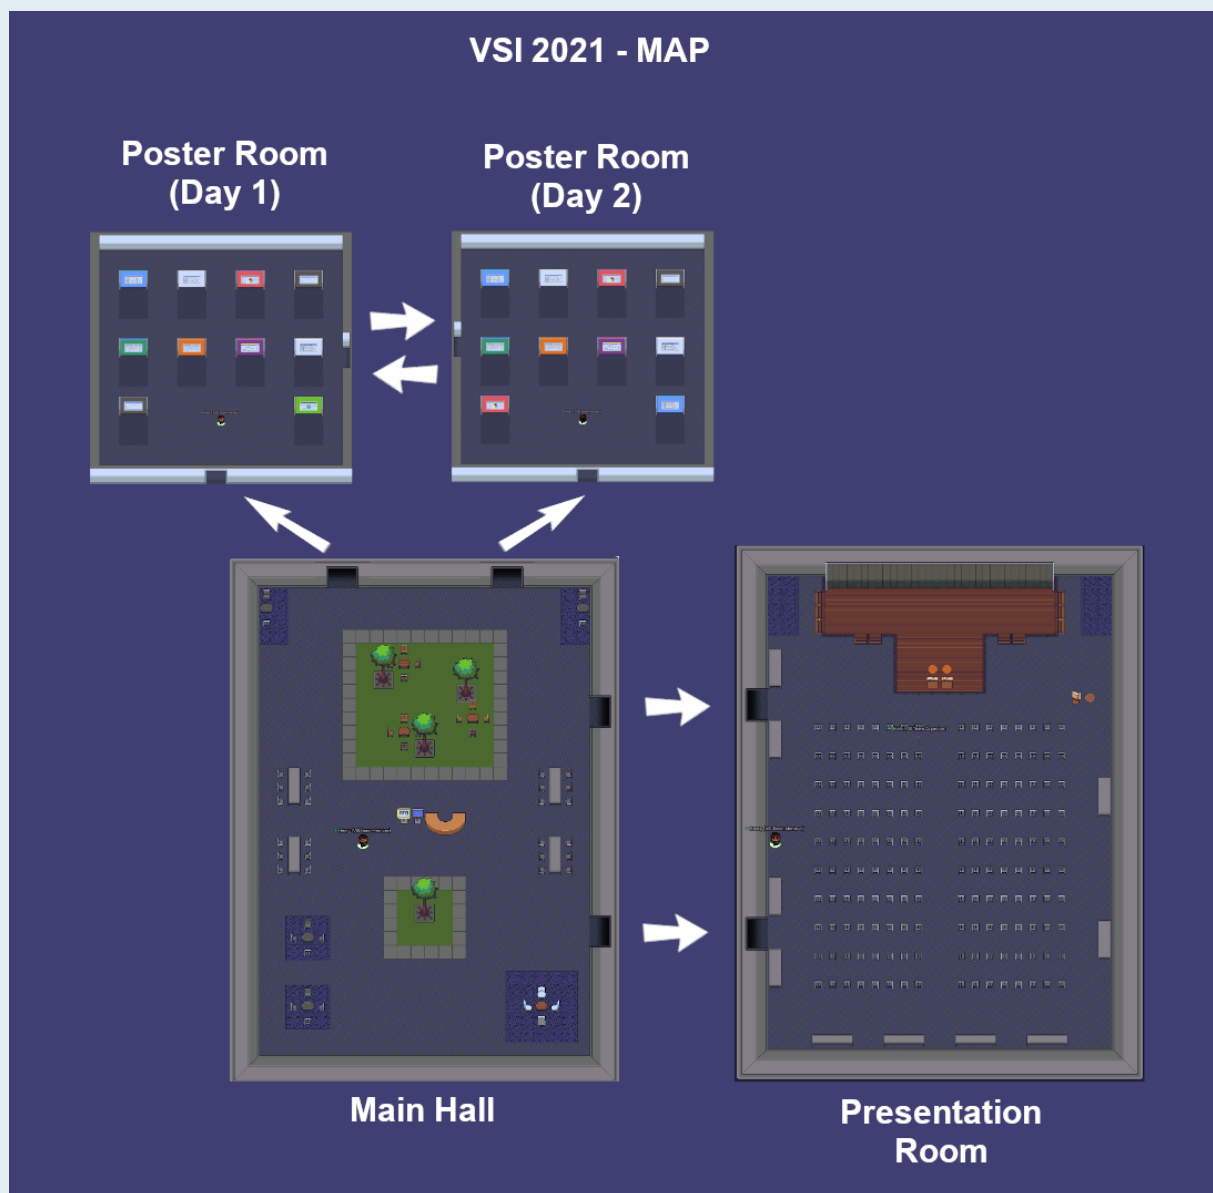 VSI 2021 - MAP
Poster Room
(Day 1)
Poster Room
(Day 2)
Main Hall
Presentation
Room